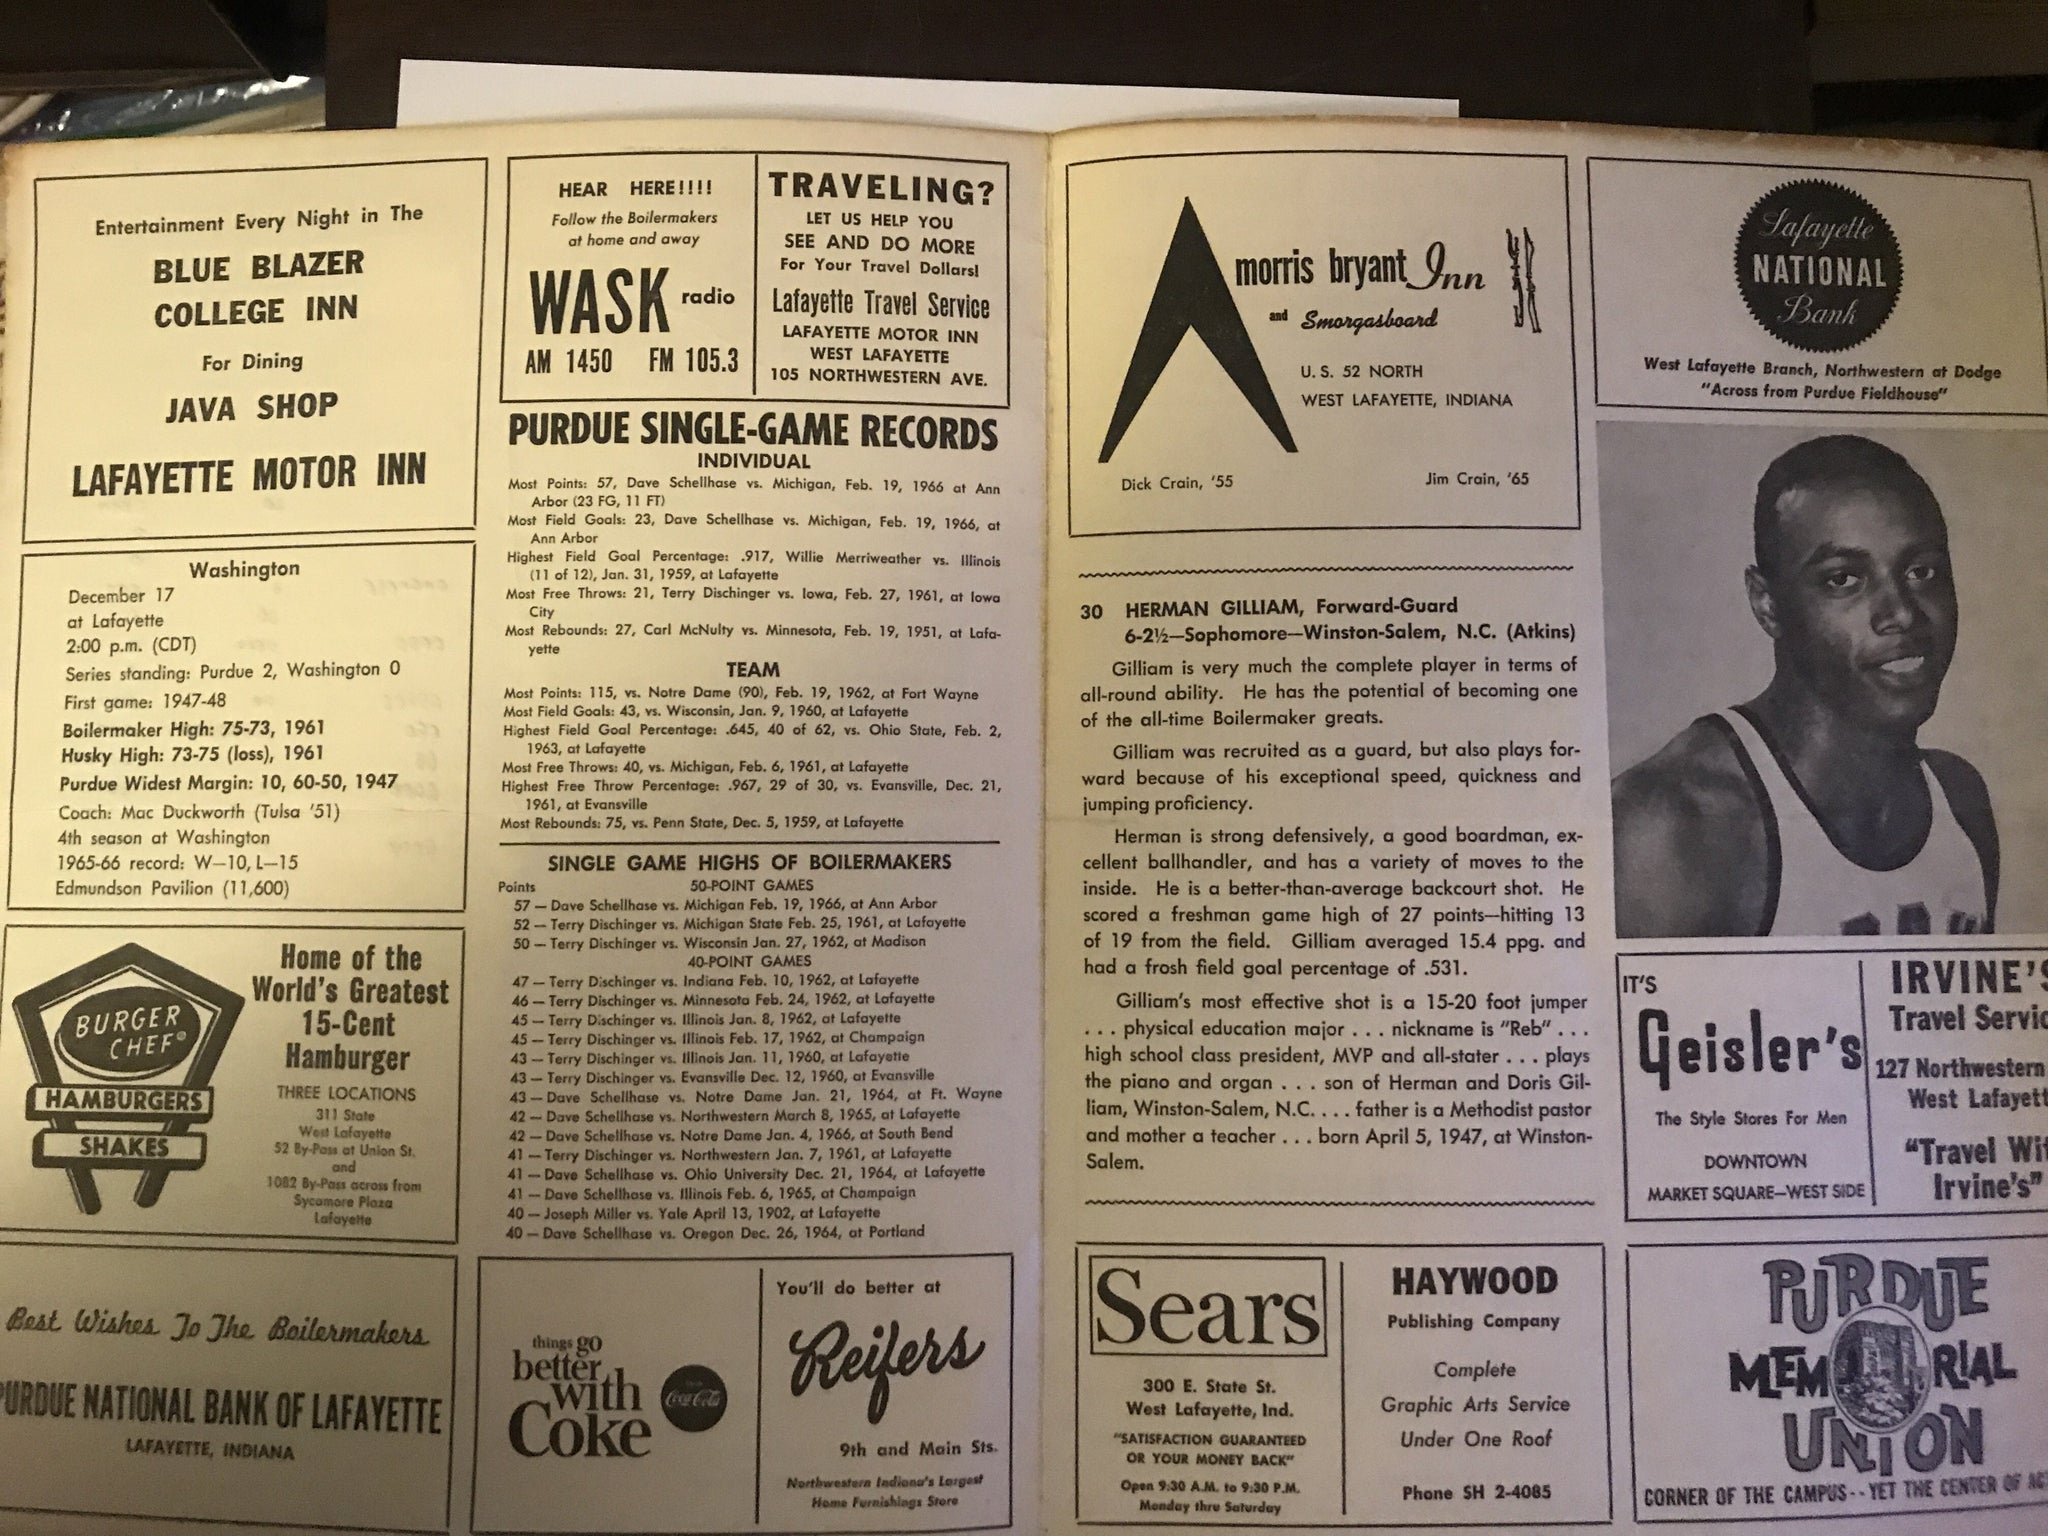 Entertainment Every Night in The
BLUE BLAZER
COLLEGE INN
For Dining
JAVA SHOP
LAFAYETTE MOTOR INN
Washington
December 17
at Lafayette
2:00 p.m. (CDT)
Series standing: Purdue 2, Washington 0
First game: 1947-48
Boilermaker High: 75-73, 1961
Husky High: 73-75 (loss), 1961
Purdue Widest Margin: 10, 60-50, 1947
Coach: Mac Duckworth (Tulsa '51)
4th season at Washington
1965-66 record: W—10, L—15
Edmundson Pavilion (11,600)
BURGER
CHEF®
HAMBURGERS
SHAKES
Home of the
World's Greatest
15-Cent
Hamburger
THREE LOCATIONS
311 State
West Lafayette
52 By-Pass at Union St.
and
1082 By-Pass across from
Sycamore Plaza
Lafayette
Best Wishes To The Boilermakers
PURDUE NATIONAL BANK OF LAFAYETTE
LAFAYETTE, INDIANA
HEAR HERE!!!!
Follow the Boilermakers
at home and away
WASK radio
AM 1450 FM 105.3
TRAVELING?
LET US HELP YOU
SEE AND DO MORE
For Your Travel Dollars!
Lafayette Travel Service
LAFAYETTE MOTOR INN
WEST LAFAYETTE
105 NORTHWESTERN AVE.
PURDUE SINGLE-GAME RECORDS
INDIVIDUAL
Most Points: 57, Dave Schellhase vs. Michigan, Feb. 19, 1966 at Ann
Arbor (23 FG, 11 FT)
Most Field Goals: 23, Dave Schellhase vs. Michigan, Feb. 19, 1966, at
Ann Arbor
Highest Field Goal Percentage: .917, Willie Merriweather vs. Illinois
(11 of 12), Jan. 31, 1959, at Lafayette
Most Free Throws: 21, Terry Dischinger vs. Iowa, Feb. 27, 1961, at Iowa
City
Most Rebounds: 27, Carl McNulty vs. Minnesota, Feb. 19, 1951, at Lafa-
yette
TEAM
Most Points: 115, vs. Notre Dame (90), Feb. 19, 1962, at Fort Wayne
Most Field Goals: 43, vs. Wisconsin, Jan. 9, 1960, at Lafayette
Highest Field Goal Percentage: .645, 40 of 62, vs. Ohio State, Feb. 2,
1963, at Lafayette
Most Free Throws: 40, vs. Michigan, Feb. 6, 1961, at Lafayette
Highest Free Throw Percentage: .967, 29 of 30, vs. Evansville, Dec. 21,
1961, at Evansville
Most Rebounds: 75, vs. Penn State, Dec. 5, 1959, at Lafayette
SINGLE GAME HIGHS OF BOILERMAKERS
Points 50-POINT GAMES
57 — Dave Schellhase vs. Michigan Feb. 19, 1966, at Ann Arbor
52 — Terry Dischinger vs. Michigan State Feb. 25, 1961, at Lafayette
50 — Terry Dischinger vs. Wisconsin Jan. 27, 1962, at Madison
40-POINT GAMES
47 — Terry Dischinger vs. Indiana Feb. 10, 1962, at Lafayette
46 — Terry Dischinger vs. Minnesota Feb. 24, 1962, at Lafayette
45 — Terry Dischinger vs. Illinois Jan. 8, 1962, at Lafayette
45 — Terry Dischinger vs. Illinois Feb. 17, 1962, at Champaign
43 — Terry Dischinger vs. Illinois Jan. 11, 1960, at Lafayette
43 — Terry Dischinger vs. Evansville Dec. 12, 1960, at Evansville
43 — Dave Schellhase vs. Notre Dame Jan. 21, 1964, at Ft. Wayne
42 — Dave Schellhase vs. Northwestern March 8, 1965, at Lafayette
42 — Dave Schellhase vs. Notre Dame Jan. 4, 1966, at South Bend
41 — Terry Dischinger vs. Northwestern Jan. 7, 1961, at Lafayette
41 — Dave Schellhase vs. Ohio University Dec. 21, 1964, at Lafayette
41 — Dave Schellhase vs. Illinois Feb. 6, 1965, at Champaign
40 — Joseph Miller vs. Yale April 13, 1902, at Lafayette
40 — Dave Schellhase vs. Oregon Dec. 26, 1964, at Portland
things go
better
with
Coke
Coca-Cola
You'll do better at
Reifers
9th and Main Sts.
Northwestern Indiana's Largest
Home Furnishings Store
morris bryant Inn
and Smorgasboard
U. S. 52 NORTH
WEST LAFAYETTE, INDIANA
Dick Crain, '55 Jim Crain, '65
30 HERMAN GILLIAM, Forward-Guard
6-2½—Sophomore—Winston-Salem, N.C. (Atkins)
Gilliam is very much the complete player in terms of
all-round ability. He has the potential of becoming one
of the all-time Boilermaker greats.
Gilliam was recruited as a guard, but also plays for-
ward because of his exceptional speed, quickness and
jumping proficiency.
Herman is strong defensively, a good boardman, ex-
cellent ballhandler, and has a variety of moves to the
inside. He is a better-than-average backcourt shot. He
scored a freshman game high of 27 points—hitting 13
of 19 from the field. Gilliam averaged 15.4 ppg. and
had a frosh field goal percentage of .531.
Gilliam's most effective shot is a 15-20 foot jumper
. . . physical education major . . . nickname is "Reb" . . .
high school class president, MVP and all-stater . . . plays
the piano and organ . . . son of Herman and Doris Gil-
liam, Winston-Salem, N.C. . . . father is a Methodist pastor
and mother a teacher . . . born April 5, 1947, at Winston-
Salem.
Sears
300 E. State St.
West Lafayette, Ind.
"SATISFACTION GUARANTEED
OR YOUR MONEY BACK"
Open 9:30 A.M. to 9:30 P.M.
Monday thru Saturday
HAYWOOD
Publishing Company
Complete
Graphic Arts Service
Under One Roof
Phone SH 2-4085
Lafayette
NATIONAL
Bank
West Lafayette Branch, Northwestern at Dodge
"Across from Purdue Fieldhouse"
IT'S
Geisler's
The Style Stores For Men
DOWNTOWN
MARKET SQUARE—WEST SIDE
IRVINE'S
Travel Servic
127 Northwestern
West Lafayett
"Travel Wit
Irvine's"
PURDUE
MEMORIAL
UNION
CORNER OF THE CAMPUS--YET THE CENTER OF AC